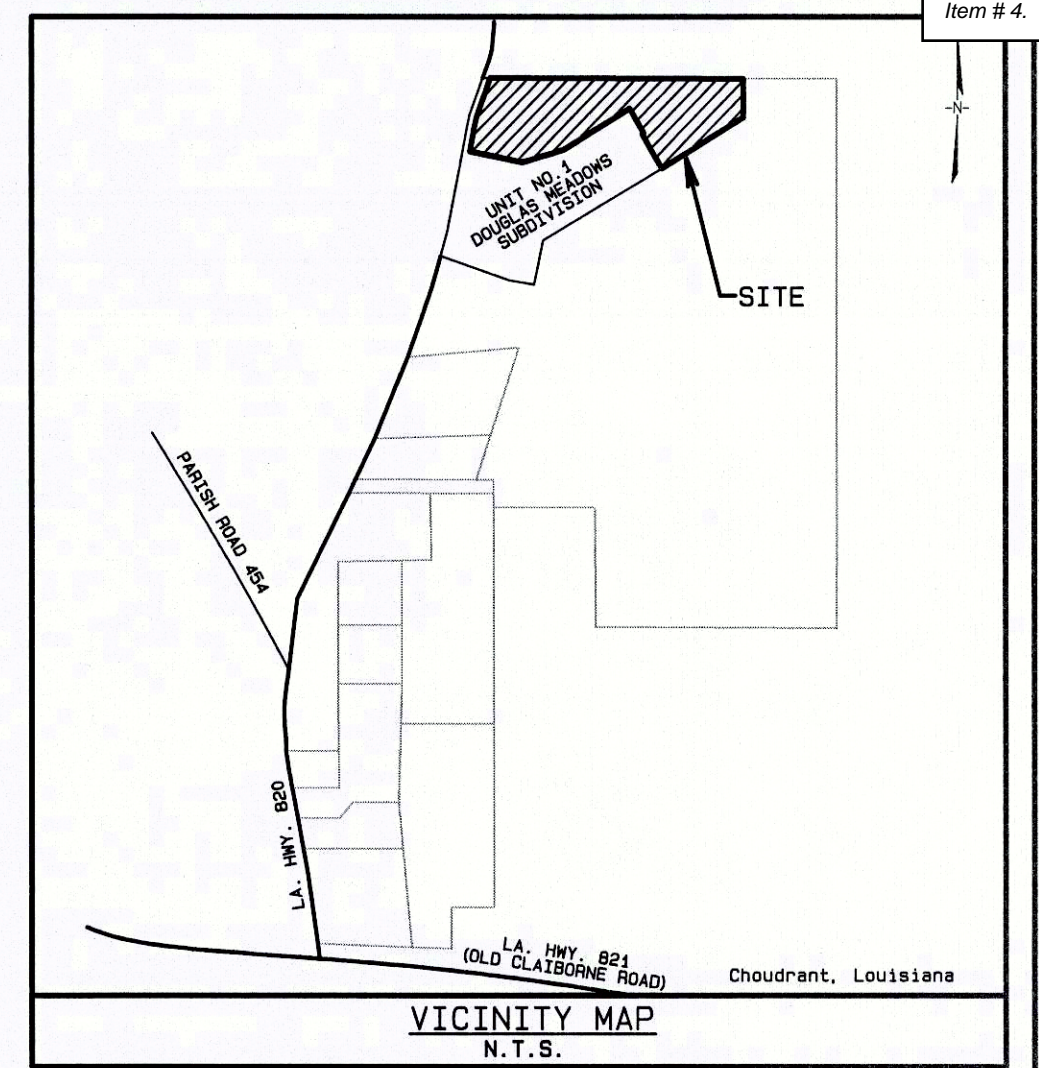 Item # 4.
-N-
UNIT NO.1
DOUGLAS MEADOWS
SUBDIVISION
SITE
PARISH ROAD 454
LA. HWY. 820
LA. HWY. 821
(OLD CLAIBORNE ROAD)
Choudrant, Louisiana
VICINITY MAP
N.T.S.